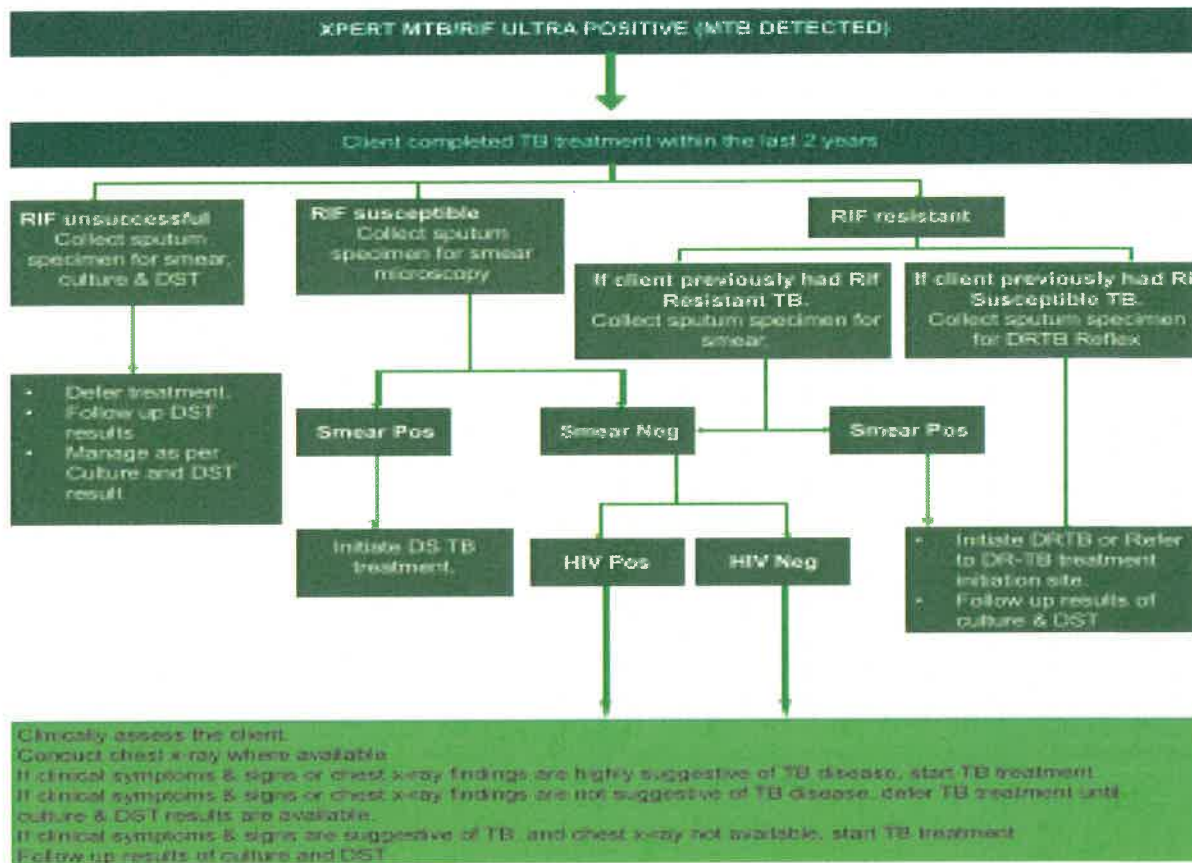 XPERT MTB/RIF ULTRA POSITIVE (MTB DETECTED)
Client completed TB treatment within the last 2 years
RIF unsuccessful
Collect sputum
specimen for smear,
culture & DST
RIF susceptible
Collect sputum
specimen for smear
microscopy
RIF resistant
If client previously had Rif
Resistant TB.
Collect sputum specimen for
smear.
If client previously had Ri
Susceptible TB.
Collect sputum specimen
for DRTB Reflex
• Defer treatment.
• Follow up DST
results
• Manage as per
Culture and DST
result
Smear Pos
Smear Neg
Smear Pos
Initiate DS TB
treatment.
HIV Pos
HIV Neg
• Initiate DRTB or Refer
to DR-TB treatment
initiation site.
• Follow up results of
culture & DST
Clinically assess the client.
Conduct chest x-ray where available
If clinical symptoms & signs or chest x-ray findings are highly suggestive of TB disease, start TB treatment
If clinical symptoms & signs or chest x-ray findings are not suggestive of TB disease, defer TB treatment until
culture & DST results are available.
If clinical symptoms & signs are suggestive of TB and chest x-ray not available, start TB treatment
Follow up results of culture and DST